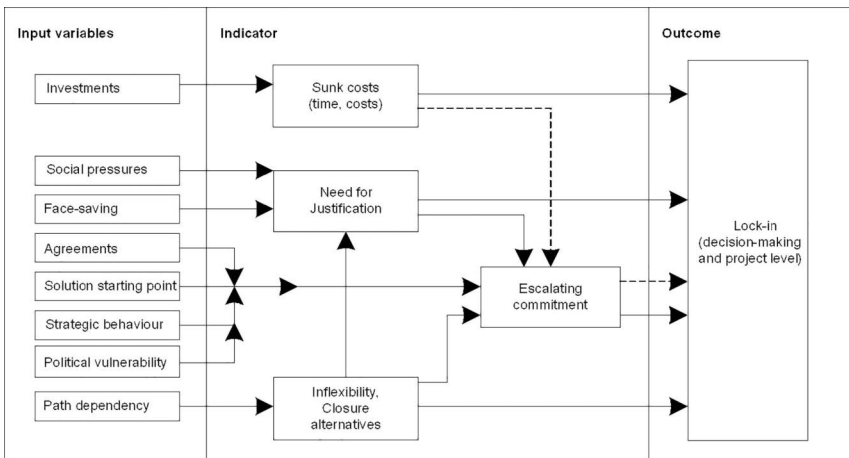 Input variables
Indicator
Outcome
Investments
Sunk costs
(time, costs)
Social pressures
Face-saving
Need for
Justification
Agreements
Solution starting point
Strategic behaviour
Political vulnerability
Path dependency
Escalating
commitment
Inflexibility,
Closure
alternatives
Lock-in
(decision-making
and project level)